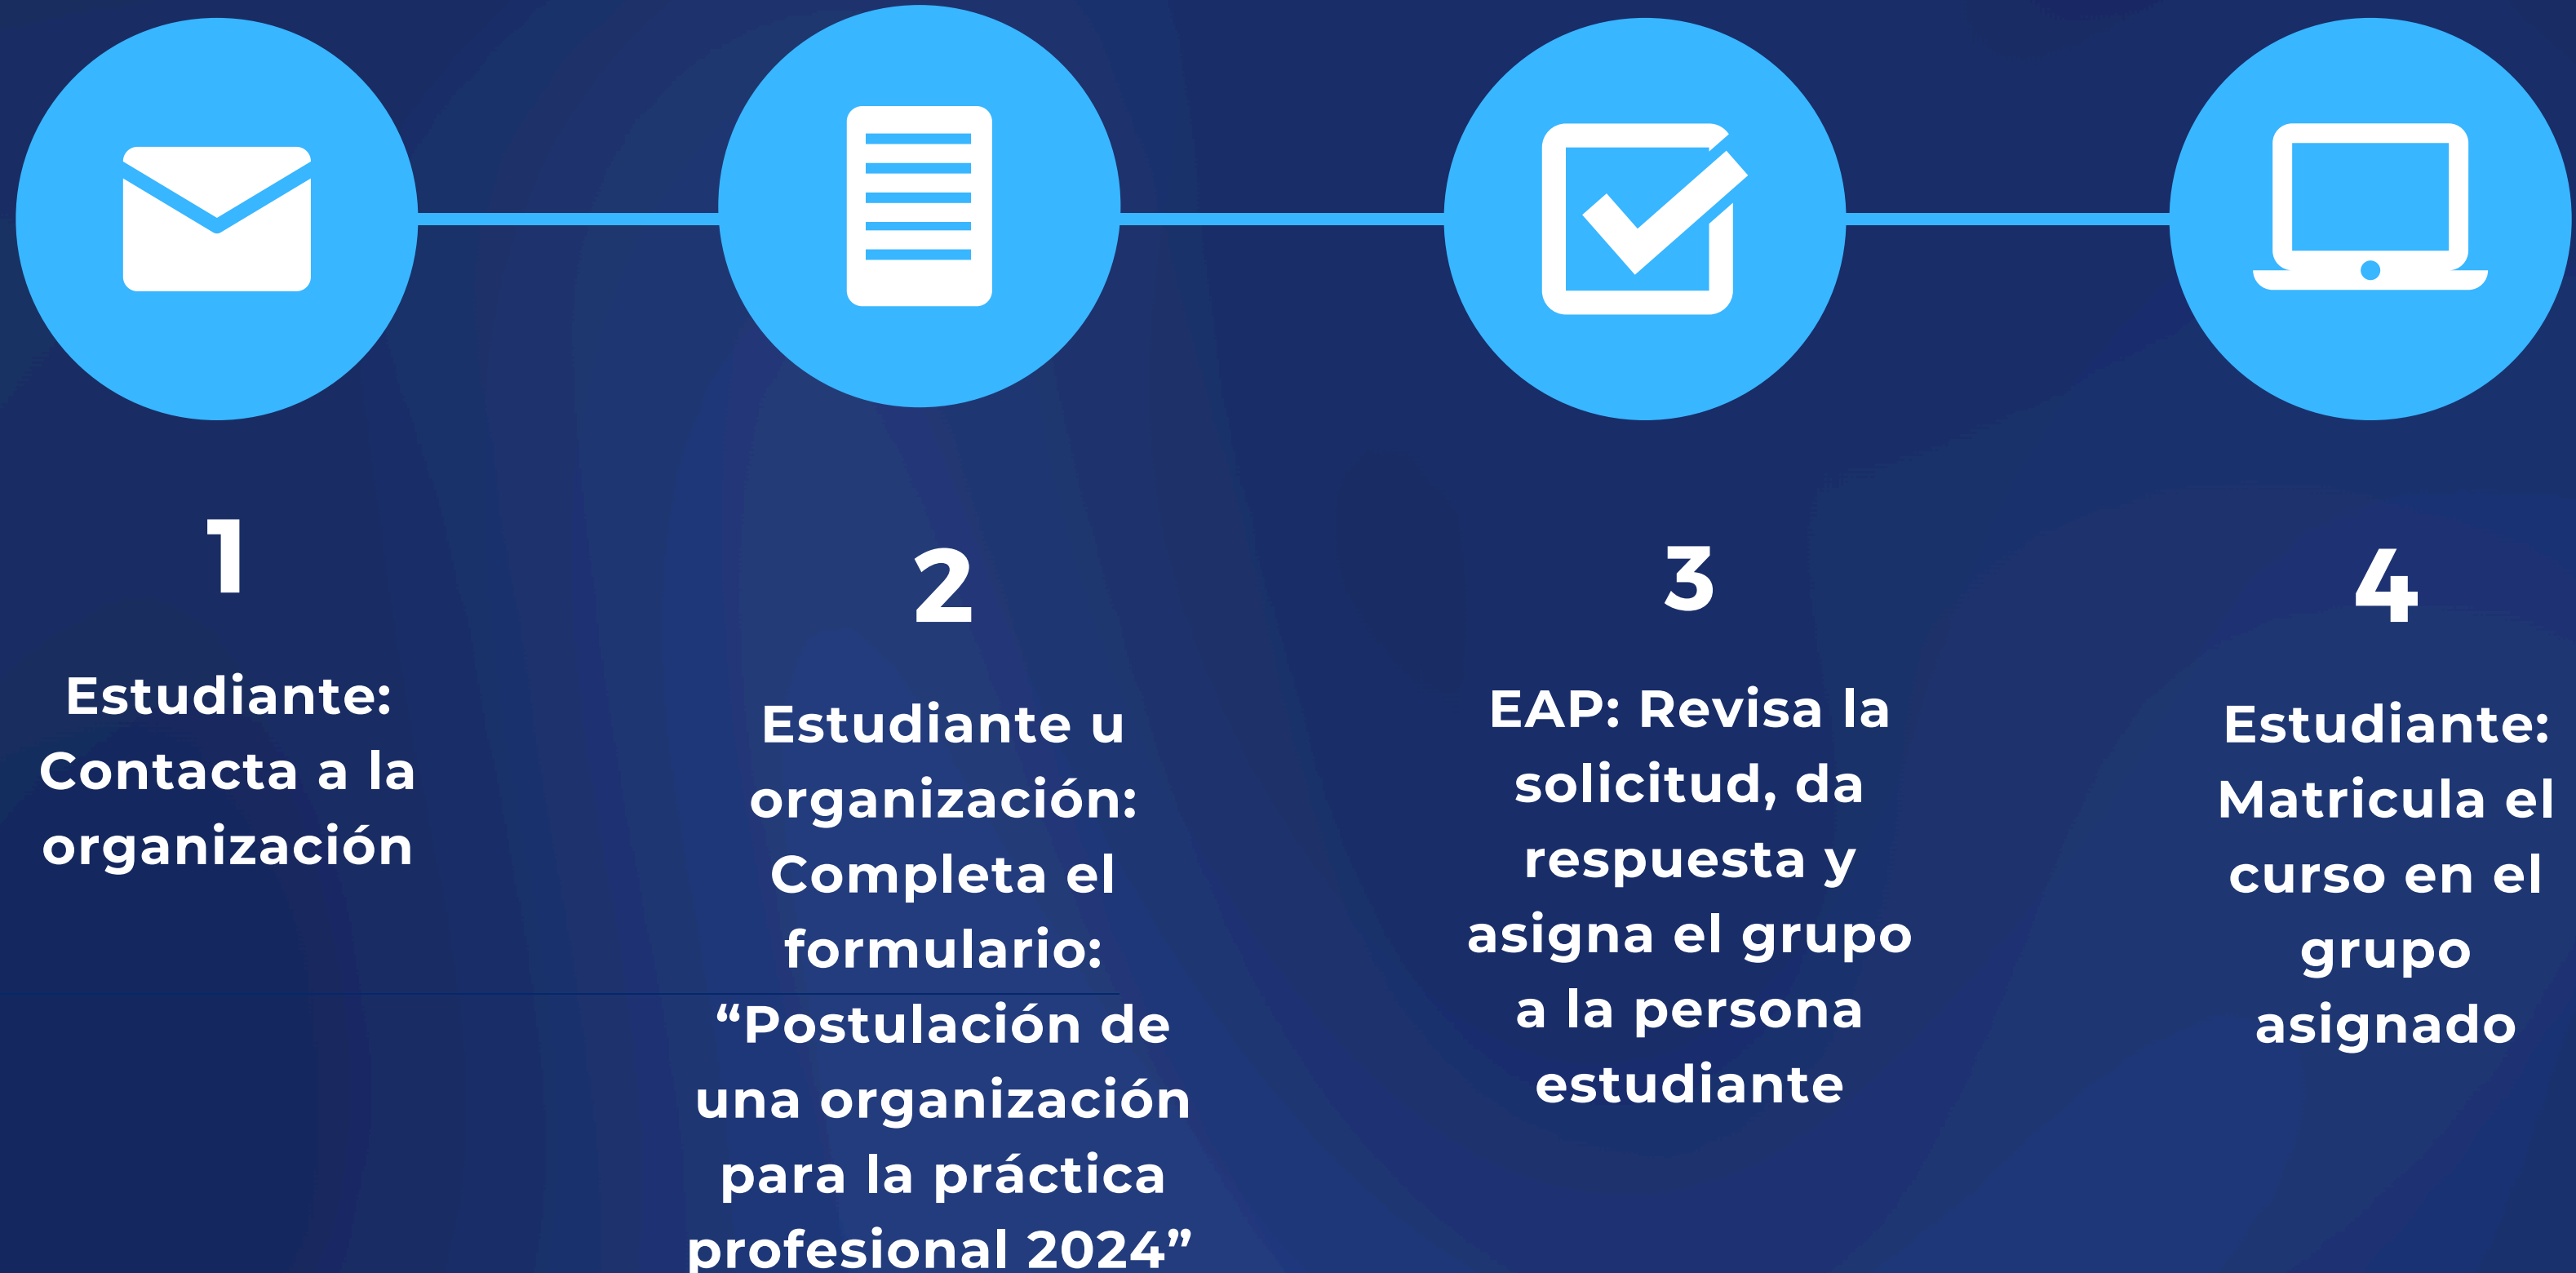 1
Estudiante:
Contacta a la
organización
2
Estudiante u
organización:
Completa el
formulario:
“Postulación de
una organización
para la práctica
profesional 2024”
3
EAP: Revisa la
solicitud, da
respuesta y
asigna el grupo
a la persona
estudiante
4
Estudiante:
Matricula el
curso en el
grupo
asignado